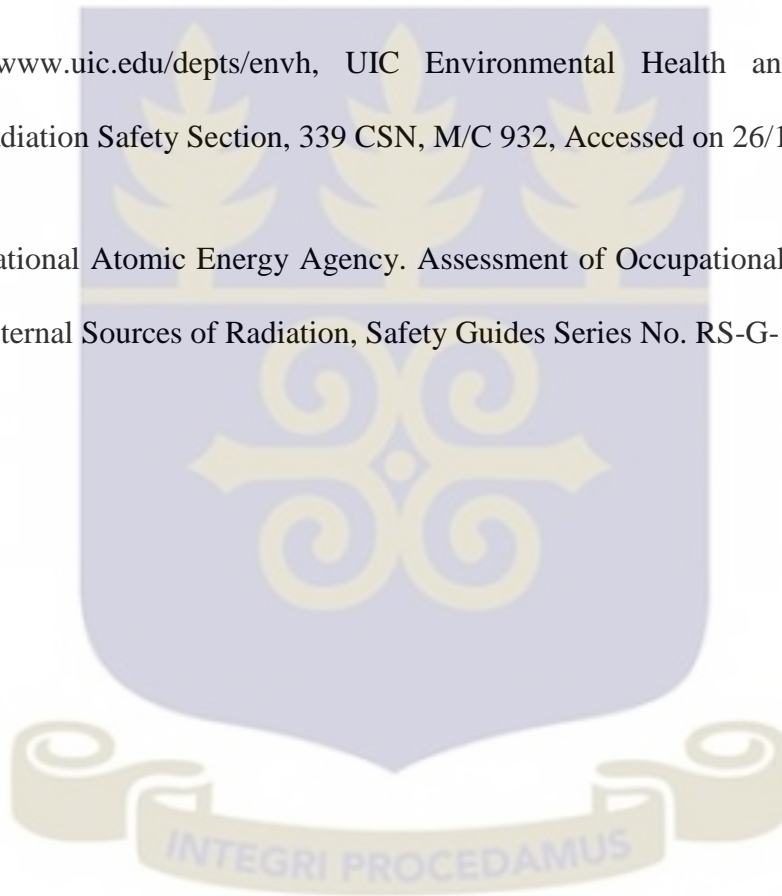 www.uic.edu/depts/envh, UIC Environmental Health an
diation Safety Section, 339 CSN, M/C 932, Accessed on 26/1
ational Atomic Energy Agency. Assessment of Occupational
ternal Sources of Radiation, Safety Guides Series No. RS-G-
INTEGRI PROCEDAMUS